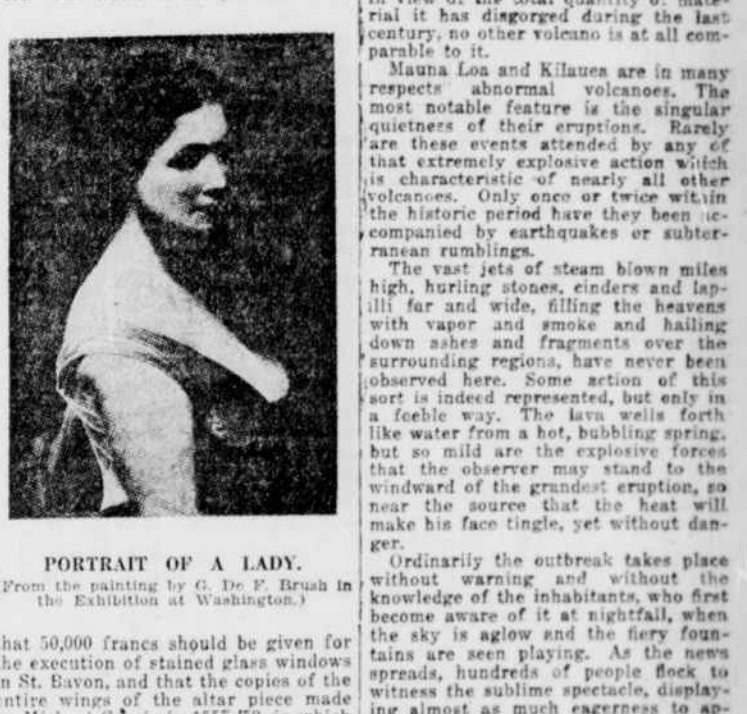 PORTRAIT OF A LADY.
From the painting by G. De F. Brush in
the Exhibition at Washington.)
hat 50,000 francs should be given for
he execution of stained glass windows
n St. Bavon, and that the copies of the
entire wings of the altar piece made
in view of the total quantity of mate-
rial it has disgorged during the last
century, no other volcano is at all com-
parable to it.
Mauna Loa and Kilauea are in many
respects abnormal volcanoes. The
most notable feature is the singular
quietness of their eruptions. Rarely
are these events attended by any of
that extremely explosive action which
is characteristic of nearly all other
volcanoes. Only once or twice within
the historic period have they been ac-
companied by earthquakes or subter-
ranean rumblings.
The vast jets of steam blown miles
high, hurling stones, cinders and lap-
illi far and wide, filling the heavens
with vapor and smoke and hailing
down ashes and fragments over the
surrounding regions, have never been
observed here. Some action of this
sort is indeed represented, but only in
a feeble way. The lava wells forth
like water from a hot, bubbling spring,
but so mild are the explosive forces
that the observer may stand to the
windward of the grandest eruption, so
near the source that the heat will
make his face tingle, yet without dan-
ger.
Ordinarily the outbreak takes place
without warning and without the
knowledge of the inhabitants, who first
become aware of it at nightfall, when
the sky is aglow and the fiery foun-
tains are seen playing. As the news
spreads, hundreds of people flock to
witness the sublime spectacle, display-
ing almost as much eagerness to ap-